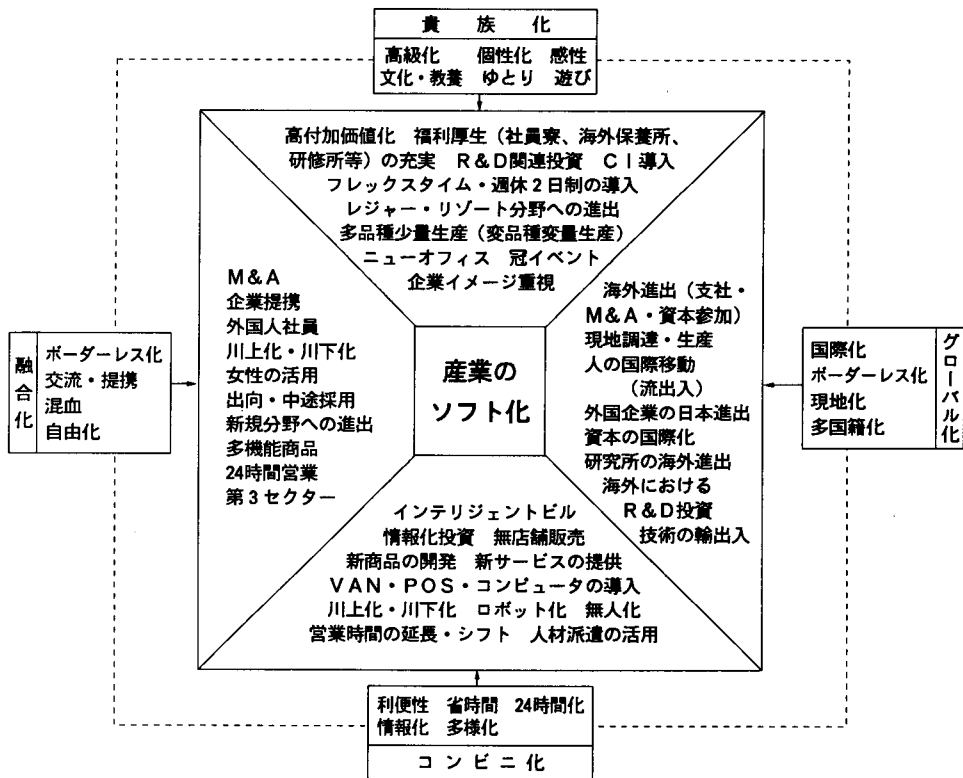 貴族化
高級化 個性化 感性
文化・教養 ゆとり 遊び
高付加価値化 福利厚生（社員寮、海外保養所、
研修所等）の充実 R＆D関連投資 CI導入
フレックスタイム・週休2日制の導入
レジャー・リゾート分野への進出
多品種少量生産（変品種変量生産）
ニューオフィス 冠イベント
企業イメージ重視
融合化
ボーダーレス化
交流・提携
混血
自由化
M＆A
企業提携
外国人社員
川上化・川下化
女性の活用
出向・中途採用
新規分野への進出
多機能商品
24時間営業
第3セクター
産業の
ソフト化
海外進出（支社・
M＆A・資本参加）
現地調達・生産
人の国際移動
（流出入）
外国企業の日本進出
資本の国際化
研究所の海外進出
海外における
R＆D投資
技術の輸出入
国際化
ボーダーレス化
現地化
多国籍化
グローバル化
インテリジェントビル
情報化投資 無店舗販売
新商品の開発 新サービスの提供
VAN・POS・コンピュータの導入
川上化・川下化 ロボット化 無人化
営業時間の延長・シフト 人材派遣の活用
利便性 省時間 24時間化
情報化 多様化
コンビニ化